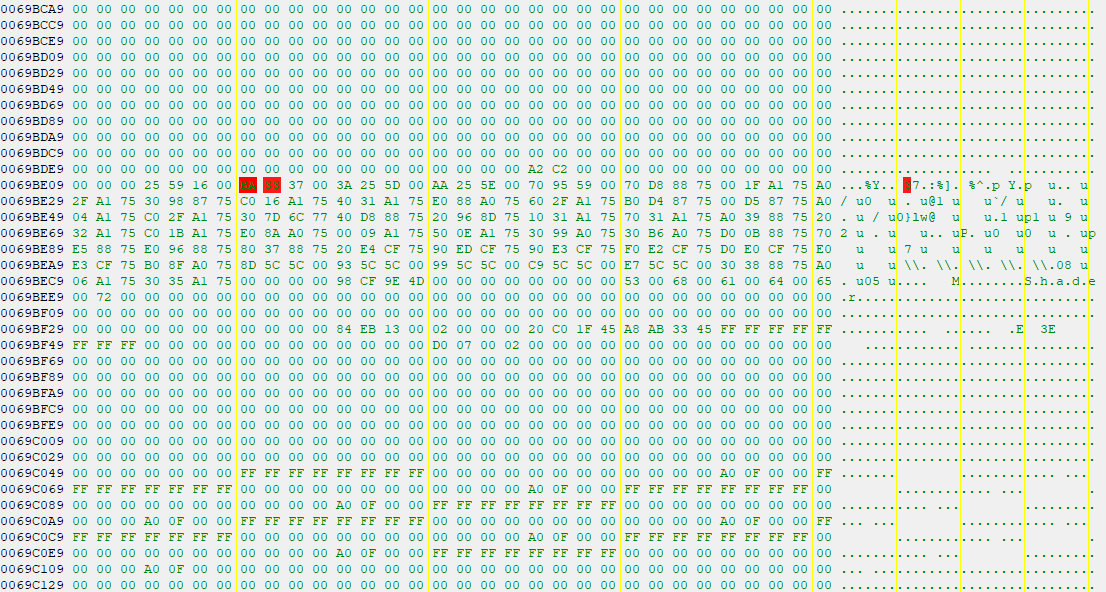 0069BCA9 00 00 00 00 00 00 00 00 00 00 00 00 00 00 00 00 00 00 00 00 00 00 00 00 00 00 00 00 00 00 00 00 ................................
0069BCC9 00 00 00 00 00 00 00 00 00 00 00 00 00 00 00 00 00 00 00 00 00 00 00 00 00 00 00 00 00 00 00 00 ................................
0069BCE9 00 00 00 00 00 00 00 00 00 00 00 00 00 00 00 00 00 00 00 00 00 00 00 00 00 00 00 00 00 00 00 00 ................................
0069BD09 00 00 00 00 00 00 00 00 00 00 00 00 00 00 00 00 00 00 00 00 00 00 00 00 00 00 00 00 00 00 00 00 ................................
0069BD29 00 00 00 00 00 00 00 00 00 00 00 00 00 00 00 00 00 00 00 00 00 00 00 00 00 00 00 00 00 00 00 00 ................................
0069BD49 00 00 00 00 00 00 00 00 00 00 00 00 00 00 00 00 00 00 00 00 00 00 00 00 00 00 00 00 00 00 00 00 ................................
0069BD69 00 00 00 00 00 00 00 00 00 00 00 00 00 00 00 00 00 00 00 00 00 00 00 00 00 00 00 00 00 00 00 00 ................................
0069BD89 00 00 00 00 00 00 00 00 00 00 00 00 00 00 00 00 00 00 00 00 00 00 00 00 00 00 00 00 00 00 00 00 ................................
0069BDA9 00 00 00 00 00 00 00 00 00 00 00 00 00 00 00 00 00 00 00 00 00 00 00 00 00 00 00 00 00 00 00 00 ................................
0069BDC9 00 00 00 00 00 00 00 00 00 00 00 00 00 00 00 00 00 00 00 00 00 00 00 00 00 00 00 00 00 00 00 00 ................................
0069BDE9 00 00 00 00 00 00 00 00 00 00 00 00 00 00 00 00 00 00 00 A2 C2 00 00 00 00 00 00 00 00 00 00 00 ...................  ...........
0069BE09 00 00 00 25 59 16 00 33 37 00 3A 25 5D 00 AA 25 5E 00 70 95 59 00 70 D8 88 75 00 1F A1 75 A0 ...%Y.. 37.:%]. %^.p Y.p  u.. u
0069BE29 2F A1 75 30 98 87 75 C0 16 A1 75 40 31 A1 75 E0 88 A0 75 60 2F A1 75 B0 D4 87 75 00 D5 87 75 A0 / u0  u . u@1 u  u`/ u   u.  u
0069BE49 04 A1 75 C0 2F A1 75 30 7D 6C 77 40 D8 88 75 20 96 8D 75 10 31 A1 75 70 31 A1 75 A0 39 88 75 20 . u / u0}lw@  u   u.1 up1 u 9 u
0069BE69 32 A1 75 C0 1B A1 75 E0 8A A0 75 00 09 A1 75 50 0E A1 75 30 95 A0 75 30 B6 A0 75 D0 0B 88 75 70 2 u . u   u.. uP. u0  u0  u . up
0069BE89 E5 88 75 E0 96 88 75 80 37 88 75 20 E4 CF 75 90 ED CF 75 90 E3 CF 75 F0 E2 CF 75 D0 E0 CF 75 E0   u   u 7 u   u   u   u   u   u
0069BEA9 E3 CF 75 B0 8F A0 75 8D 5C 5C 00 93 5C 5C 00 99 5C 5C 00 C9 5C 5C 00 E7 5C 5C 00 30 38 88 75 A0   u   u \\. \\. \\. \\. \\.08 u
0069BEC9 06 A1 75 30 35 A1 75 00 00 00 00 98 CF 9E 4D 00 00 00 00 00 00 00 00 53 00 68 00 61 00 64 00 65 . u05 u....   M........S.h.a.d.e
0069BEE9 00 72 00 00 00 00 00 00 00 00 00 00 00 00 00 00 00 00 00 00 00 00 00 00 00 00 00 00 00 00 00 00 .r..............................
0069BF09 00 00 00 00 00 00 00 00 00 00 00 00 00 00 00 00 00 00 00 00 00 00 00 00 00 00 00 00 00 00 00 00 ................................
0069BF29 00 00 00 00 00 00 00 00 00 00 00 84 EB 13 00 02 00 00 00 20 C0 1F 45 A8 AB 33 45 FF FF FF FF FF ...........  ......  .E  3E
0069BF49 FF FF FF 00 00 00 00 00 00 00 00 00 00 00 00 D0 07 00 02 00 00 00 00 00 00 00 00 00 00 00 00 00    ............ ................
0069BF69 00 00 00 00 00 00 00 00 00 00 00 00 00 00 00 00 00 00 00 00 00 00 00 00 00 00 00 00 00 00 00 00 ................................
0069BF89 00 00 00 00 00 00 00 00 00 00 00 00 00 00 00 00 00 00 00 00 00 00 00 00 00 00 00 00 00 00 00 00 ................................
0069BFA9 00 00 00 00 00 00 00 00 00 00 00 00 00 00 00 00 00 00 00 00 00 00 00 00 00 00 00 00 00 00 00 00 ................................
0069BFC9 00 00 00 00 00 00 00 00 00 00 00 00 00 00 00 00 00 00 00 00 00 00 00 00 00 00 00 00 00 00 00 00 ................................
0069BFE9 00 00 00 00 00 00 00 00 00 00 00 00 00 00 00 00 00 00 00 00 00 00 00 00 00 00 00 00 00 00 00 00 ................................
0069C009 00 00 00 00 00 00 00 00 00 00 00 00 00 00 00 00 00 00 00 00 00 00 00 00 00 00 00 00 00 00 00 00 ................................
0069C029 00 00 00 00 00 00 00 00 00 00 00 00 00 00 00 00 00 00 00 00 00 00 00 00 00 00 00 00 00 00 00 00 ................................
0069C049 00 00 00 00 00 00 00 FF FF FF FF FF FF FF FF 00 00 00 00 00 00 00 00 00 00 00 00 A0 0F 00 00 FF .......        ............ ...
0069C069 FF FF FF FF FF FF FF 00 00 00 00 00 00 00 00 00 00 00 00 A0 0F 00 00 FF FF FF FF FF FF FF FF 00        ............ ...        .
0069C089 00 00 00 00 00 00 00 00 00 00 00 A0 0F 00 00 FF FF FF FF FF FF FF FF 00 00 00 00 00 00 00 00 00 ........... ...        .........
0069C0A9 00 00 00 A0 0F 00 00 FF FF FF FF FF FF FF FF 00 00 00 00 00 00 00 00 00 00 00 00 A0 0F 00 00 FF ... ...        ............ ...
0069C0C9 FF FF FF FF FF FF FF 00 00 00 00 00 00 00 00 00 00 00 00 A0 0F 00 00 FF FF FF FF FF FF FF FF 00        ............ ...        .
0069C0E9 00 00 00 00 00 00 00 00 00 00 00 A0 0F 00 00 FF FF FF FF FF FF FF FF 00 00 00 00 00 00 00 00 00 ........... ...        .........
0069C109 00 00 00 A0 0F 00 00 00 00 00 00 00 00 00 00 00 00 00 00 00 00 00 00 00 00 00 00 00 00 00 00 00 ... ............................
0069C129 00 00 00 00 00 00 00 00 00 00 00 00 00 00 00 00 00 00 00 00 00 00 00 00 00 00 00 00 00 00 00 00 ................................